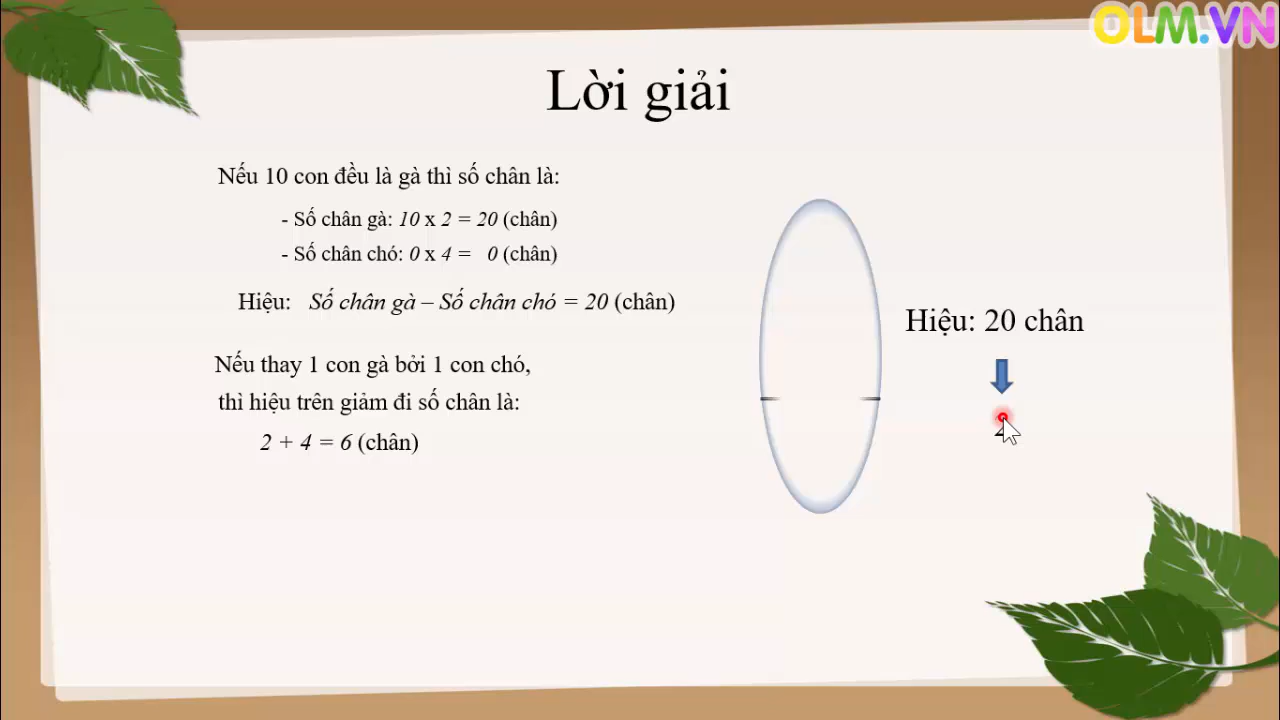 OLM.VN
Lời giải
Nếu 10 con đều là gà thì số chân là:
- Số chân gà: 10 x 2 = 20 (chân)
- Số chân chó: 0 x 4 = 0 (chân)
Hiệu: Số chân gà – Số chân chó = 20 (chân)
Hiệu: 20 chân
Nếu thay 1 con gà bởi 1 con chó,
thì hiệu trên giảm đi số chân là:
2 + 4 = 6 (chân)